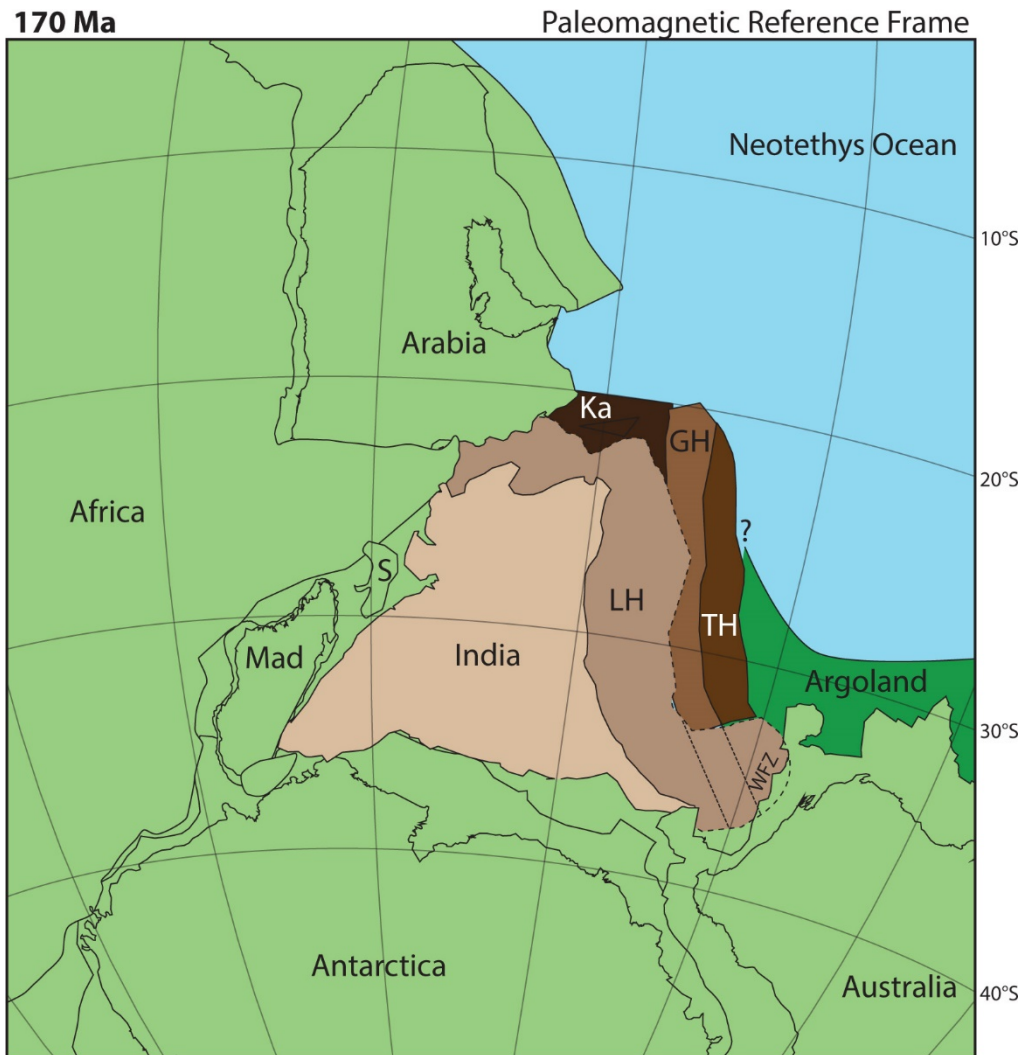 170 Ma
Paleomagnetic Reference Frame
Neotethys Ocean
10°S
Arabia
Ka
GH
20°S
Africa
?
S
LH
TH
Mad
India
Argoland
30°S
WFZ
Antarctica
Australia
40°S